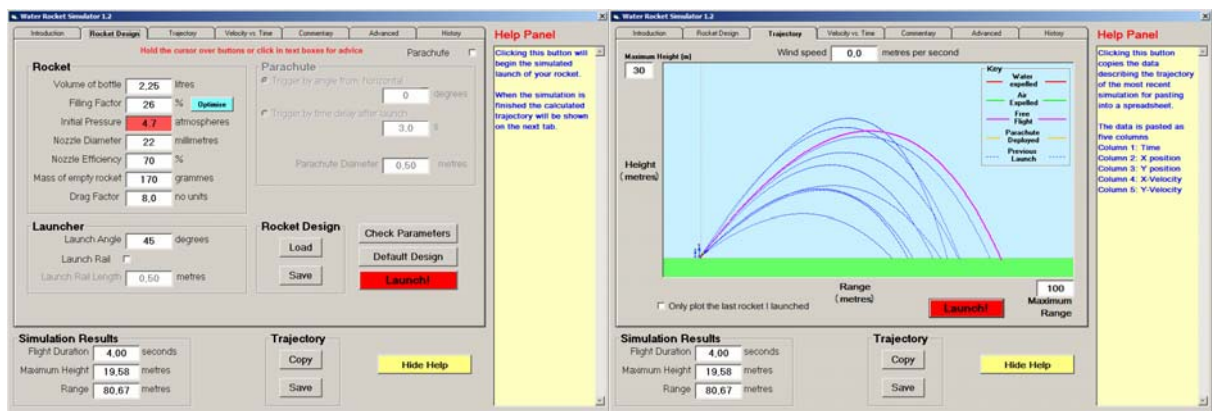 Water Rocket Simulator 1.2
Introduction
Rocket Design
Trajectory
Velocity vs. Time
Commentary
Advanced
History
Hold the cursor over buttons or click in text boxes for advice
Parachute
Rocket
Volume of bottle 2,25 litres
Filling Factor 26 % Optimise
Initial Pressure 4,7 atmospheres
Nozzle Diameter 22 millimetres
Nozzle Efficiency 70 %
Mass of empty rocket 170 grammes
Drag Factor 8,0 no units
Parachute
Trigger by angle from horizontal
0 degrees
Trigger by time delay after launch
3,0 s
Parachute Diameter 0,50 metres
Launcher
Launch Angle 45 degrees
Launch Rail
Launch Rail Length 0,50 metres
Rocket Design
Load
Save
Check Parameters
Default Design
Launch!
Simulation Results
Flight Duration 4,00 seconds
Maximum Height 19,58 metres
Range 80,67 metres
Trajectory
Copy
Save
Hide Help
Help Panel
Clicking this button will
begin the simulated
launch of your rocket.
When the simulation is
finished the calculated
trajectory will be shown
on the next tab.
Water Rocket Simulator 1.2
Introduction
Rocket Design
Trajectory
Velocity vs. Time
Commentary
Advanced
History
Wind speed 0,0 metres per second
Maximum Height (m)
30
Height
(metres)
Key
Water
expelled
Air
Expelled
Free
Flight
Parachute
Deployed
Previous
Launch
Range
(metres)
100
Maximum
Range
Only plot the last rocket I launched
Launch!
Simulation Results
Flight Duration 4,00 seconds
Maximum Height 19,58 metres
Range 80,67 metres
Trajectory
Copy
Save
Hide Help
Help Panel
Clicking this button
copies the data
describing the trajectory
of the most recent
simulation for pasting
into a spreadsheet.
The data is pasted as
five columns
Column 1: Time
Column 2: X position
Column 3: Y position
Column 4: X-Velocity
Column 5: Y-Velocity